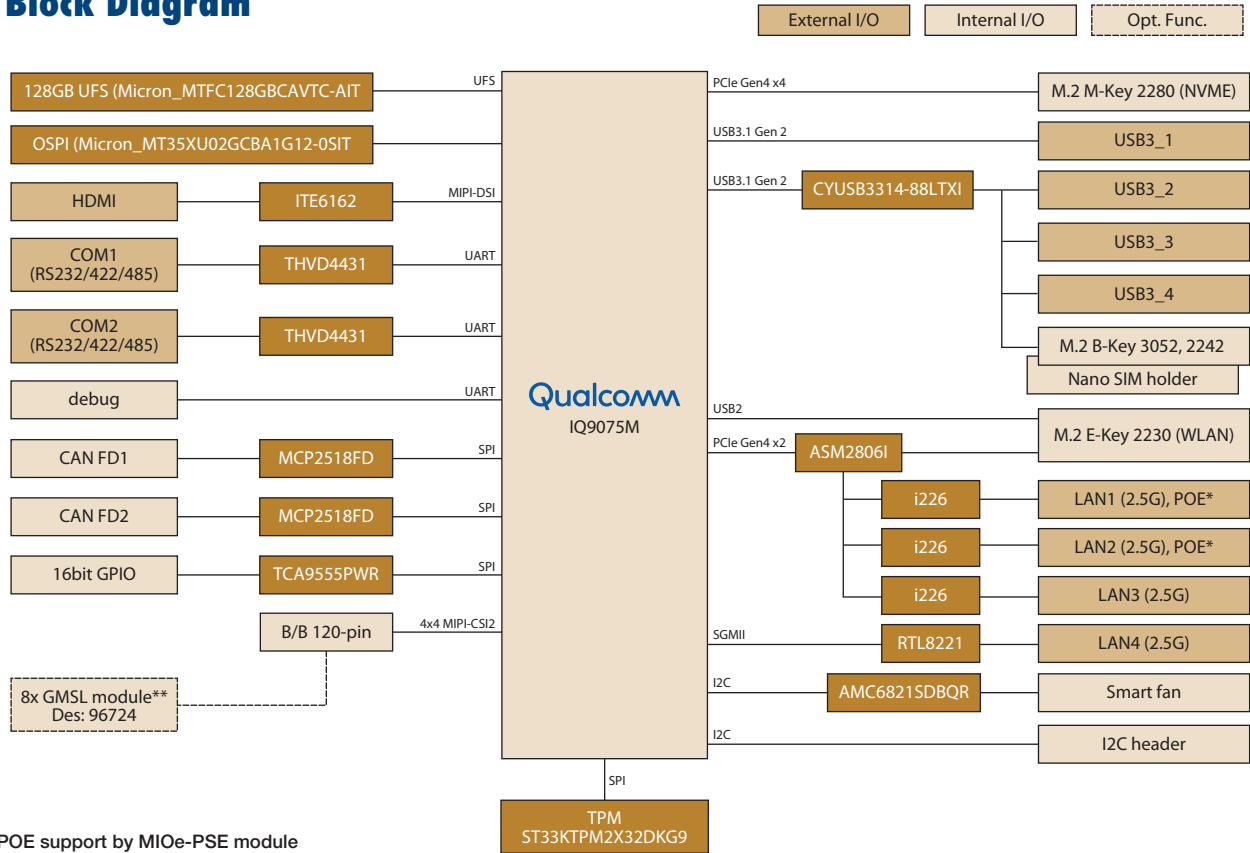 Block Diagram
External I/O
Internal I/O
Opt. Func.
128GB UFS (Micron_MTFC128GBCAVTC-AIT
UFS
OSPI (Micron_MT35XU02GCBA1G12-0SIT
HDMI
ITE6162
MIPI-DSI
COM1
(RS232/422/485)
THVD4431
UART
COM2
(RS232/422/485)
THVD4431
UART
debug
UART
CAN FD1
MCP2518FD
SPI
CAN FD2
MCP2518FD
SPI
16bit GPIO
TCA9555PWR
SPI
B/B 120-pin
4x4 MIPI-CSI2
8x GMSL module**
Des: 96724
Qualcomm
IQ9075M
PCIe Gen4 x4
M.2 M-Key 2280 (NVME)
USB3.1 Gen 2
USB3_1
USB3.1 Gen 2
CYUSB3314-88LTXI
USB3_2
USB3_3
USB3_4
M.2 B-Key 3052, 2242
Nano SIM holder
USB2
M.2 E-Key 2230 (WLAN)
PCIe Gen4 x2
ASM2806I
i226
LAN1 (2.5G), POE*
i226
LAN2 (2.5G), POE*
i226
LAN3 (2.5G)
SGMII
RTL8221
LAN4 (2.5G)
I2C
AMC6821SDBQR
Smart fan
I2C
I2C header
SPI
TPM
ST33KTPM2X32DKG9
POE support by MIOe-PSE module